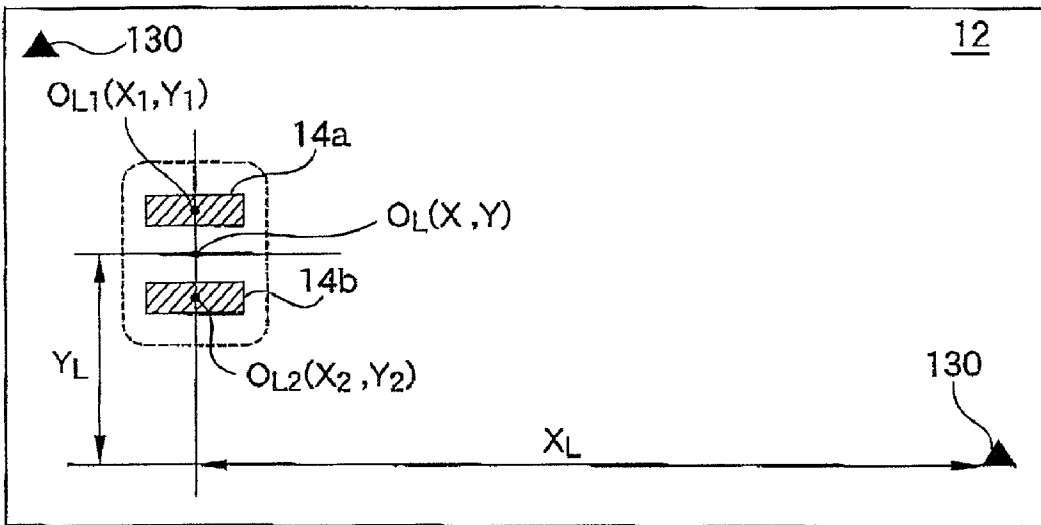 130
12
OL1(X1,Y1)
14a
OL(X,Y)
14b
YL
OL2(X2,Y2)
130
XL